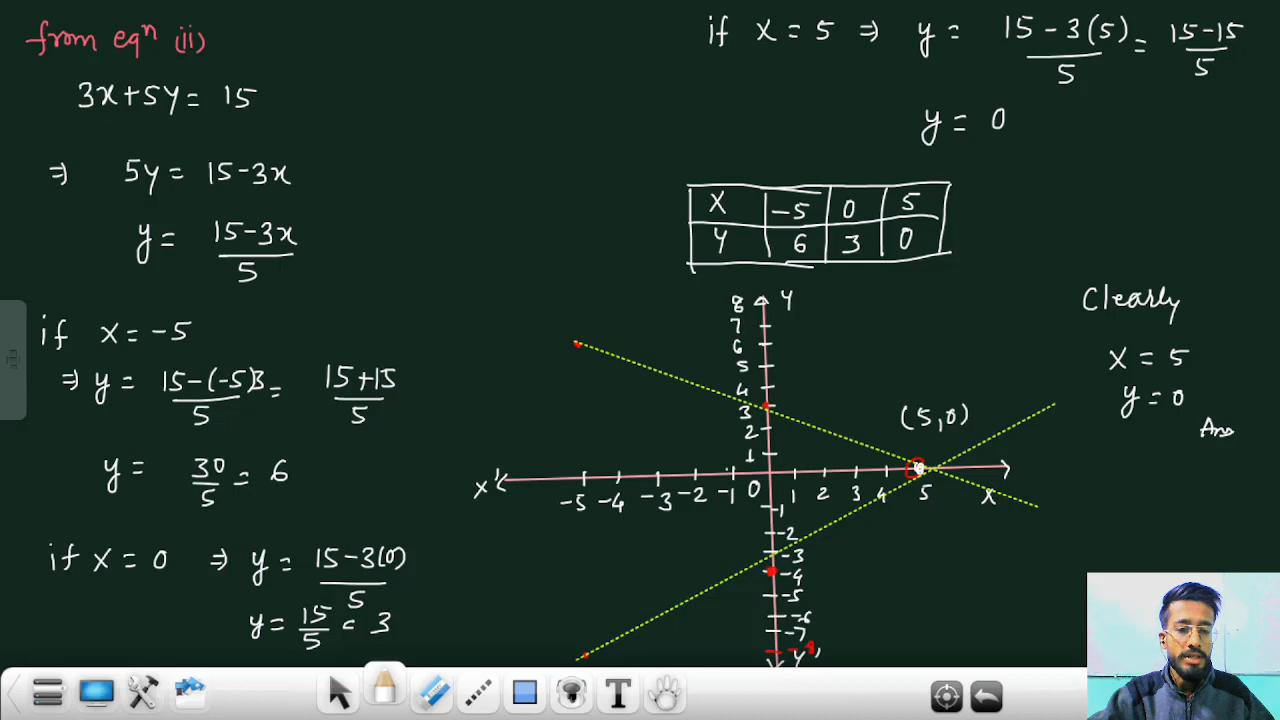 from eqⁿ (ii)
3x+5y = 15
⇒ 5y = 15-3x
y = 15-3x / 5
if x = -5
⇒ y = 15-(-5)3 / 5 = 15+15 / 5
y = 30/5 = 6
if x = 0 ⇒ y = 15-3(0) / 5
y = 15/5 = 3
if x = 5 ⇒ y = 15-3(5) / 5 = 15-15 / 5
y = 0
X -5 0 5
Y 6 3 0
Clearly
x = 5
y = 0
Ans
8 Y
7
6
5
4
3
2
1
(5,0)
X' -5 -4 -3 -2 -1 0 1 2 3 4 5 X
-1
-2
-3
-4
-5
-6
-7
Y'
T